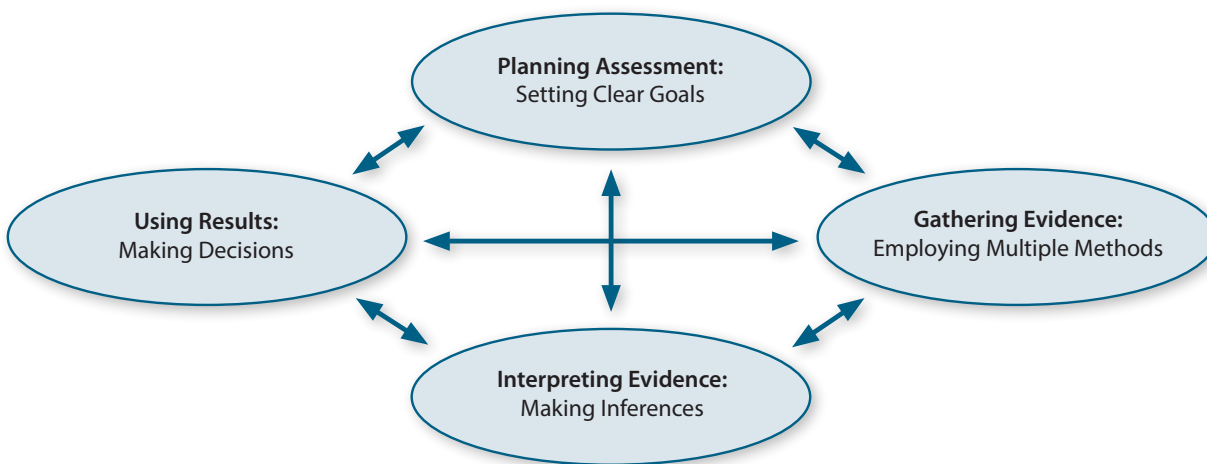 Planning Assessment:
Setting Clear Goals
Using Results:
Making Decisions
Gathering Evidence:
Employing Multiple Methods
Interpreting Evidence:
Making Inferences